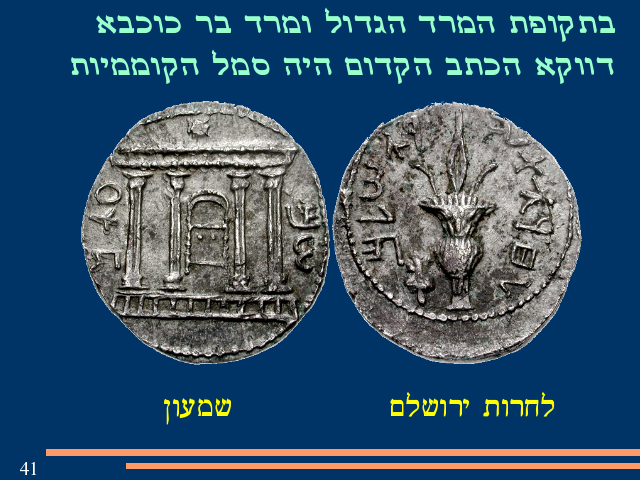 בתקופת המרד הגדול ומרד בר כוכבא
דווקא הכתב הקדום היה סמל הקוממיות
שמעון
לחרות ירושלם
41